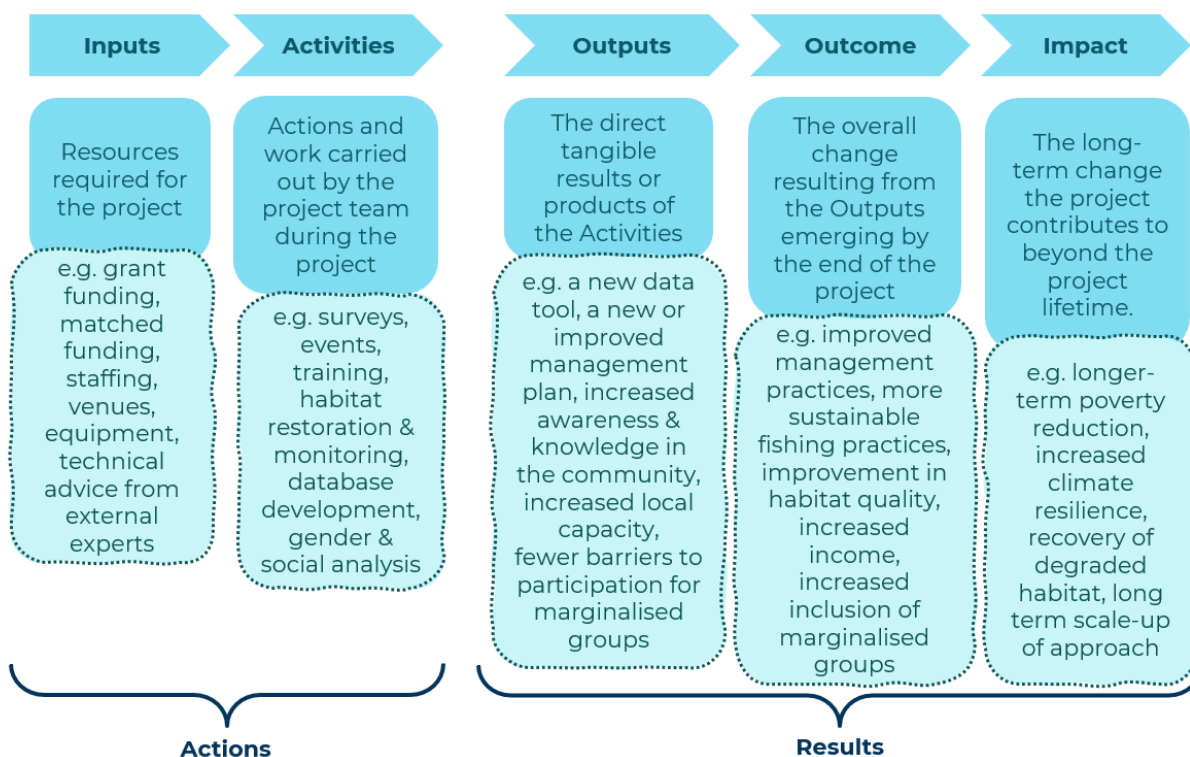 Inputs
Activities
Outputs
Outcome
Impact
Resources
required for
the project
Actions and
work carried
out by the
project team
during the
project
The direct
tangible
results or
products of
the Activities
The overall
change
resulting from
the Outputs
emerging by
the end of the
project
The long-
term change
the project
contributes to
beyond the
project
lifetime.
e.g. grant
funding,
matched
funding,
staffing,
venues,
equipment,
technical
advice from
external
experts
e.g. surveys,
events,
training,
habitat
restoration &
monitoring,
database
development,
gender &
social analysis
e.g. a new data
tool, a new or
improved
management
plan, increased
awareness &
knowledge in
the community,
increased local
capacity,
fewer barriers to
participation for
marginalised
groups
e.g. improved
management
practices, more
sustainable
fishing practices,
improvement in
habitat quality,
increased
income,
increased
inclusion of
marginalised
groups
e.g. longer-
term poverty
reduction,
increased
climate
resilience,
recovery of
degraded
habitat, long
term scale-up
of approach
Actions
Results